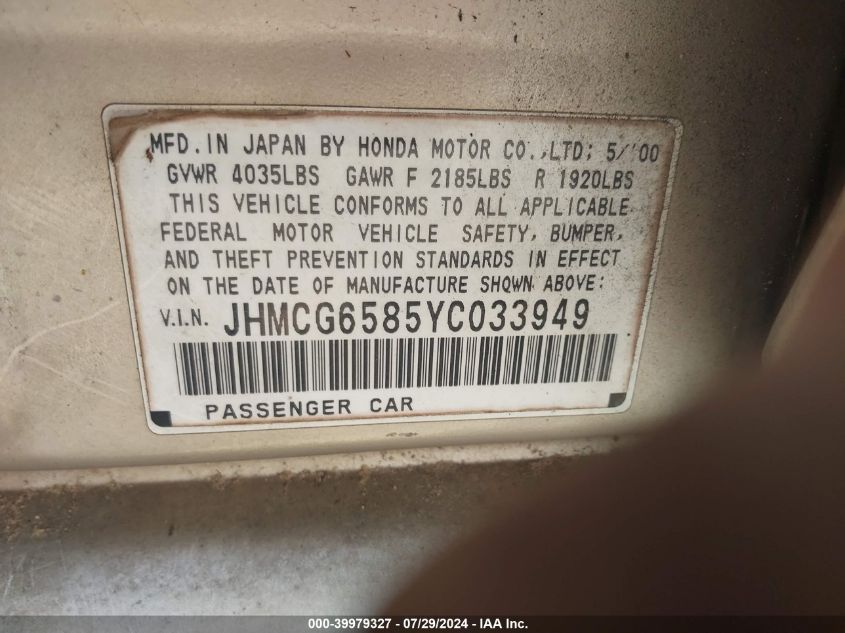 MFD. IN JAPAN BY HONDA MOTOR CO.,LTD; 5/'00
GVWR 4035LBS GAWR F 2185LBS R 1920LBS
THIS VEHICLE CONFORMS TO ALL APPLICABLE
FEDERAL MOTOR VEHICLE SAFETY, BUMPER,
AND THEFT PREVENTION STANDARDS IN EFFECT
ON THE DATE OF MANUFACTURE SHOWN ABOVE:
V.I.N. JHMCG6585YC033949
PASSENGER CAR
000-39979327 - 07/29/2024 - IAA Inc.